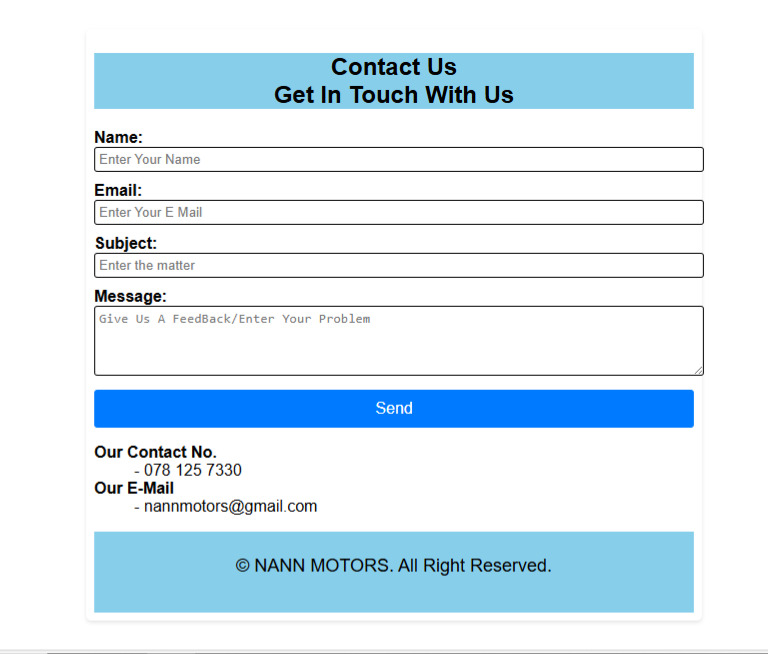 Contact Us
Get In Touch With Us
Name:
Enter Your Name
Email:
Enter Your E Mail
Subject:
Enter the matter
Message:
Give Us A FeedBack/Enter Your Problem
Send
Our Contact No.
- 078 125 7330
Our E-Mail
- nannmotors@gmail.com
© NANN MOTORS. All Right Reserved.